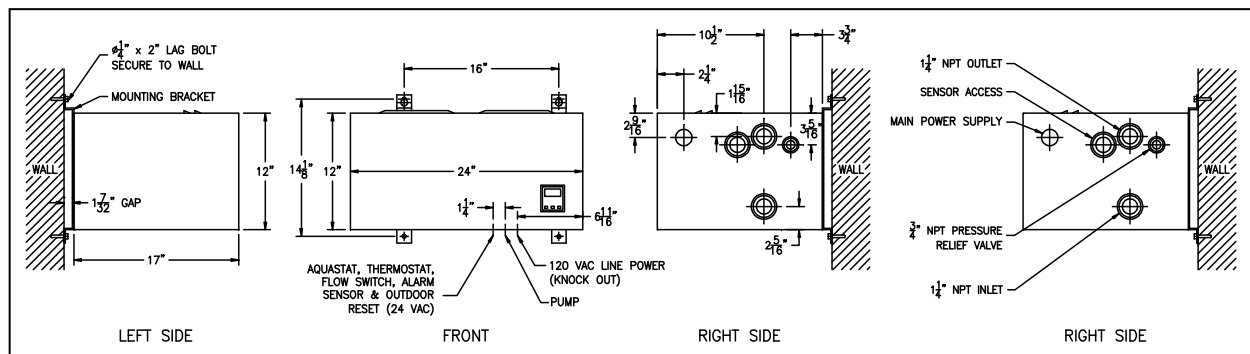 ø1/4" x 2" LAG BOLT
SECURE TO WALL
MOUNTING BRACKET
WALL
12"
1 7/32" GAP
17"
LEFT SIDE
16"
14 1/8"
12"
24"
1 1/4"
6 11/16"
AQUASTAT, THERMOSTAT,
FLOW SWITCH, ALARM
SENSOR & OUTDOOR
RESET (24 VAC)
120 VAC LINE POWER
(KNOCK OUT)
PUMP
FRONT
10 1/2"
3 3/4"
2 1/4"
1 15/16"
2 9/16"
3 5/16"
WALL
2 5/16"
RIGHT SIDE
1 1/4" NPT OUTLET
SENSOR ACCESS
MAIN POWER SUPPLY
WALL
3/4" NPT PRESSURE
RELIEF VALVE
1 1/4" NPT INLET
RIGHT SIDE